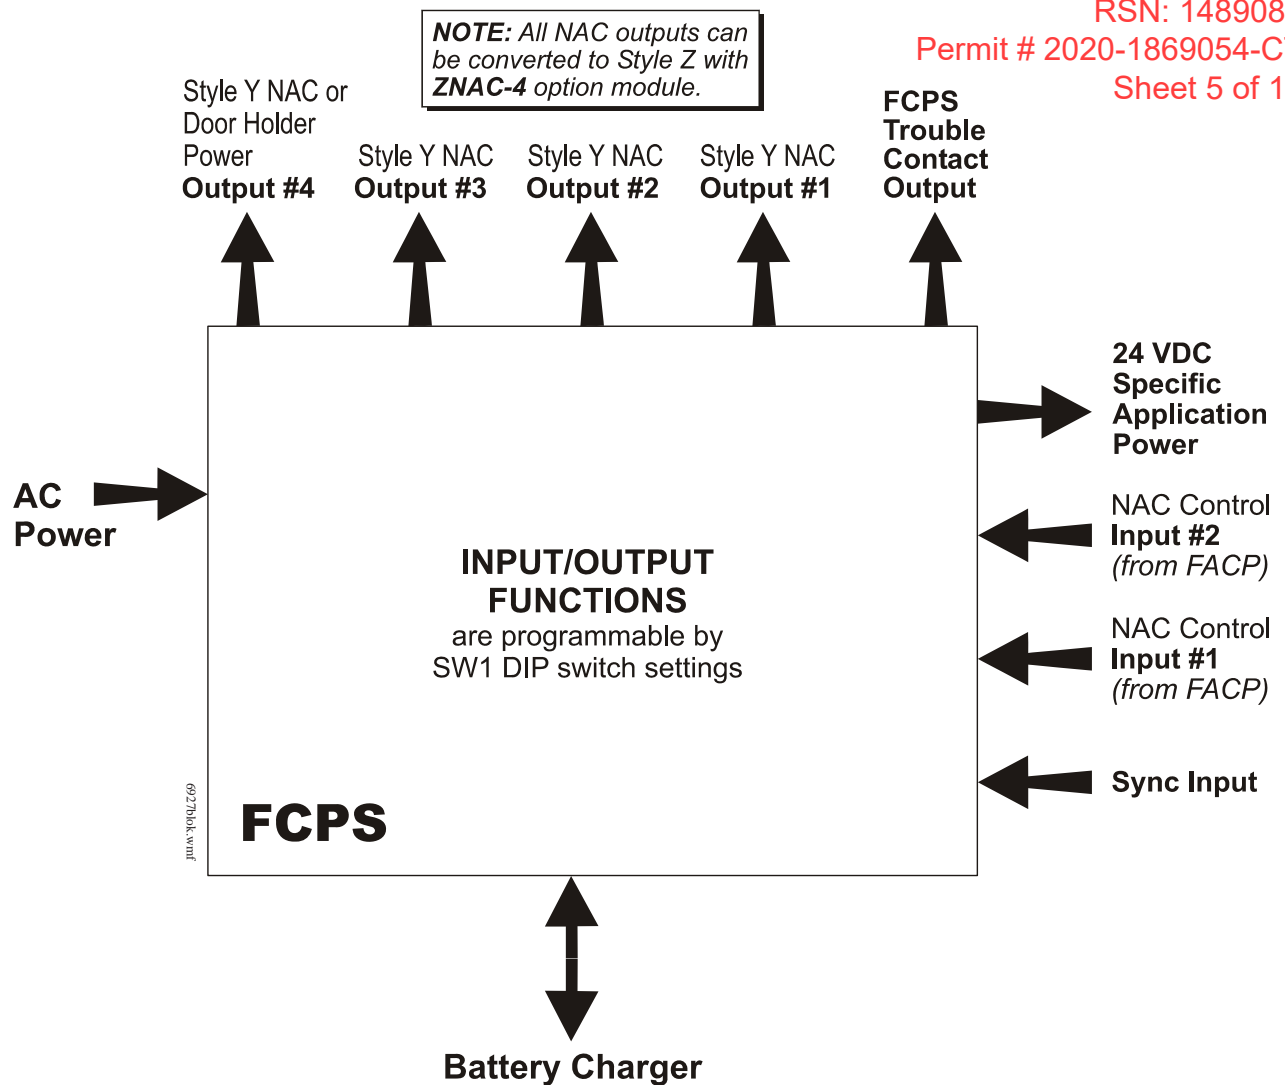 RSN: 148908
Permit # 2020-1869054-C
Sheet 5 of 1
NOTE: All NAC outputs can
be converted to Style Z with
ZNAC-4 option module.
Style Y NAC or
Door Holder
Power
Output #4
Style Y NAC
Output #3
Style Y NAC
Output #2
Style Y NAC
Output #1
FCPS
Trouble
Contact
Output
24 VDC
Specific
Application
Power
AC
Power
NAC Control
Input #2
(from FACP)
INPUT/OUTPUT
FUNCTIONS
are programmable by
SW1 DIP switch settings
NAC Control
Input #1
(from FACP)
Sync Input
6927blok.wmf
FCPS
Battery Charger